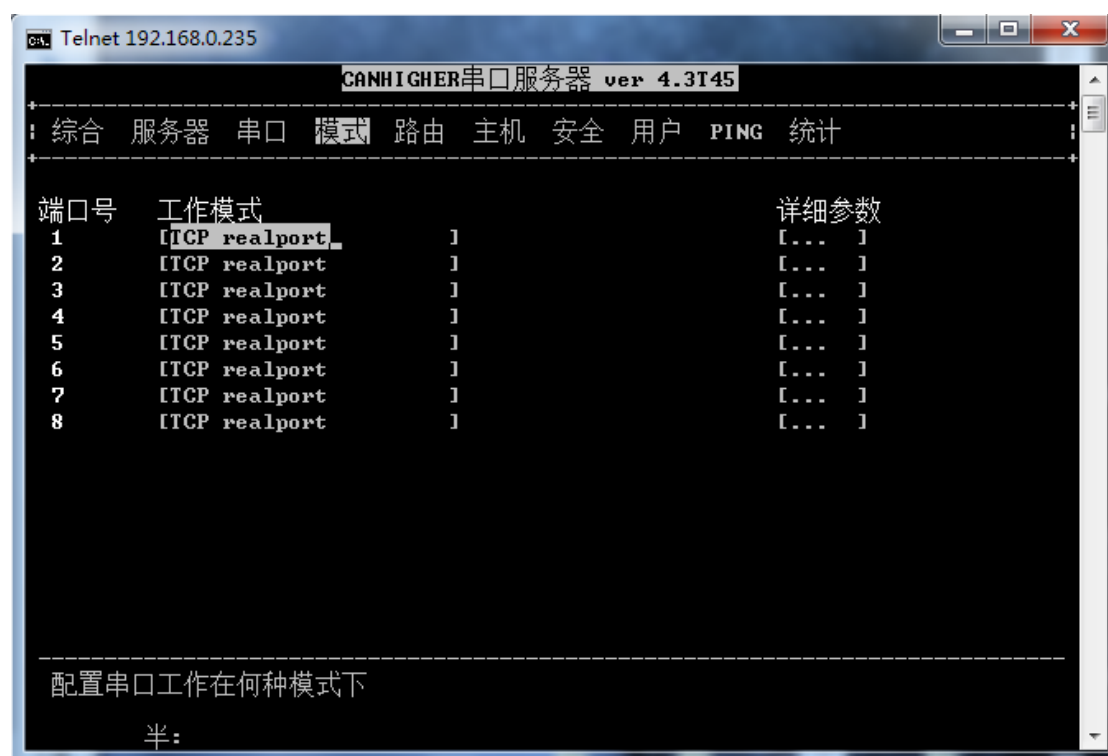 Telnet 192.168.0.235
CANHIGHER串口服务器 ver 4.3T45
综合 服务器 串口 模式 路由 主机 安全 用户 PING 统计
端口号 工作模式 详细参数
1 [TCP realport ] [... ]
2 [TCP realport ] [... ]
3 [TCP realport ] [... ]
4 [TCP realport ] [... ]
5 [TCP realport ] [... ]
6 [TCP realport ] [... ]
7 [TCP realport ] [... ]
8 [TCP realport ] [... ]
配置串口工作在何种模式下
半: